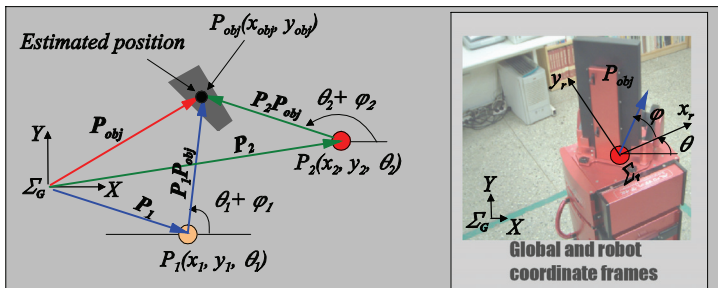 P_obj(x_obj, y_obj)
Estimated position
θ_2 + φ_2
P_2P_obj
P_obj
Y
P_2
P_1P_obj
P_2(x_2, y_2, θ_2)
Σ_G
X
P_1
θ_1 + φ_1
P_1(x_1, y_1, θ_1)
P_obj
y_r
x_r
φ
θ
Y
Σ_G
X
Global and robot
coordinate frames